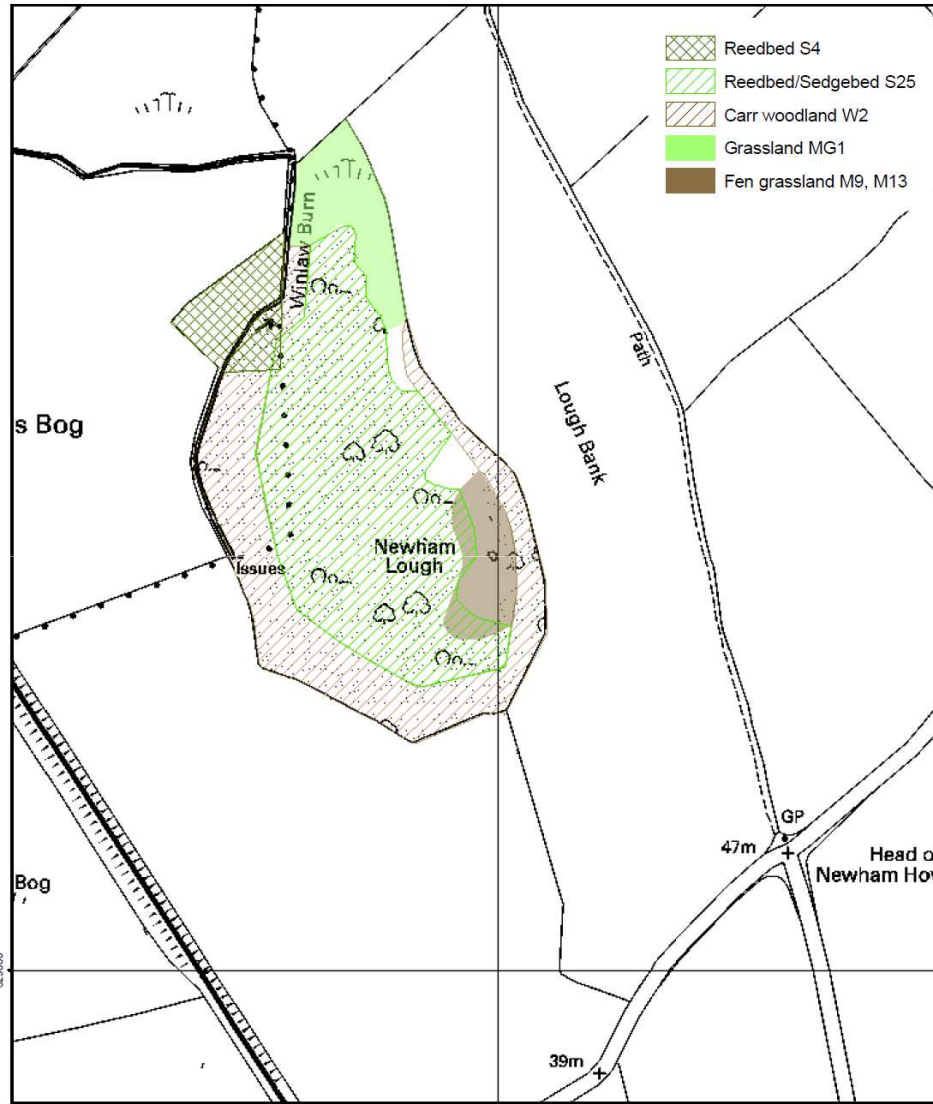 Reedbed S4
Reedbed/Sedgebed S25
Carr woodland W2
Grassland MG1
Fen grassland M9, M13
Winlaw Burn
Path
Lough Bank
s Bog
Newham
Lough
Issues
GP
47m
Head o
Newham Hov
Bog
39m